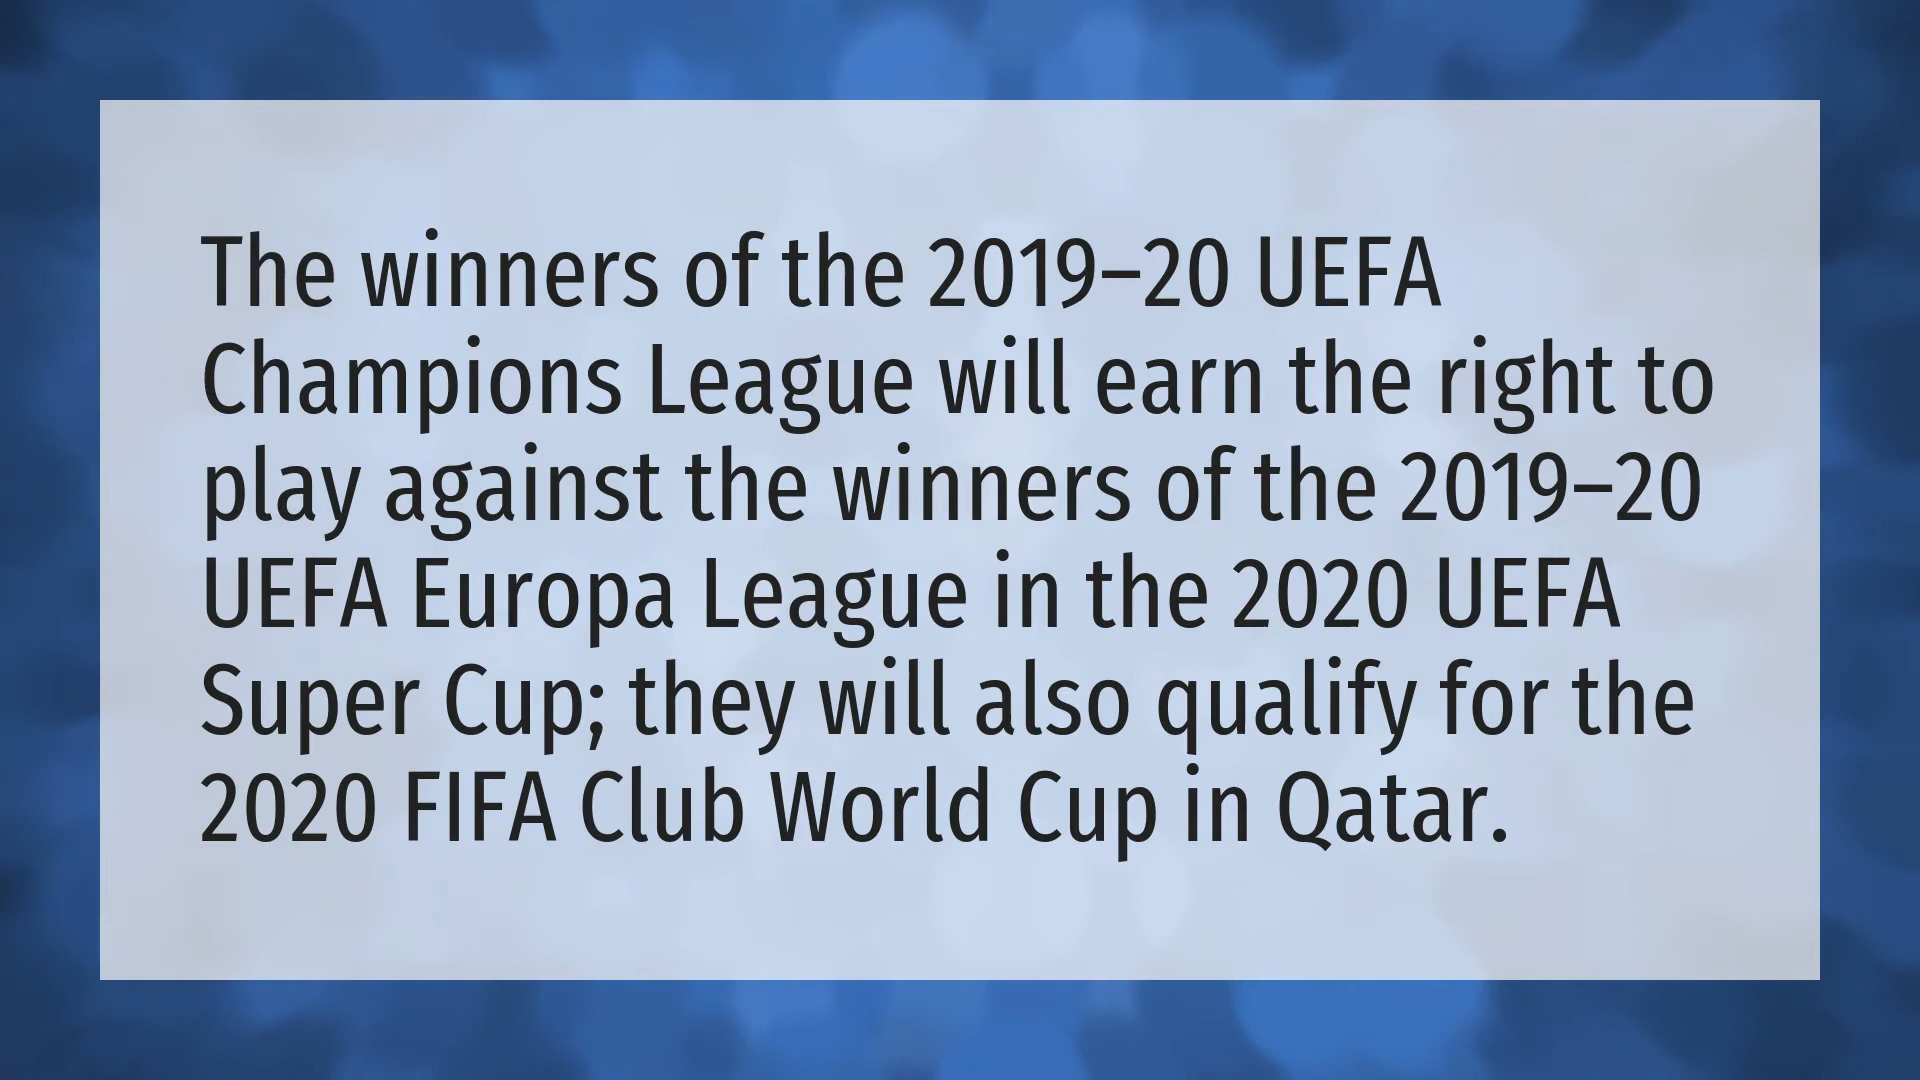 The winners of the 2019–20 UEFA
Champions League will earn the right to
play against the winners of the 2019–20
UEFA Europa League in the 2020 UEFA
Super Cup; they will also qualify for the
2020 FIFA Club World Cup in Qatar.